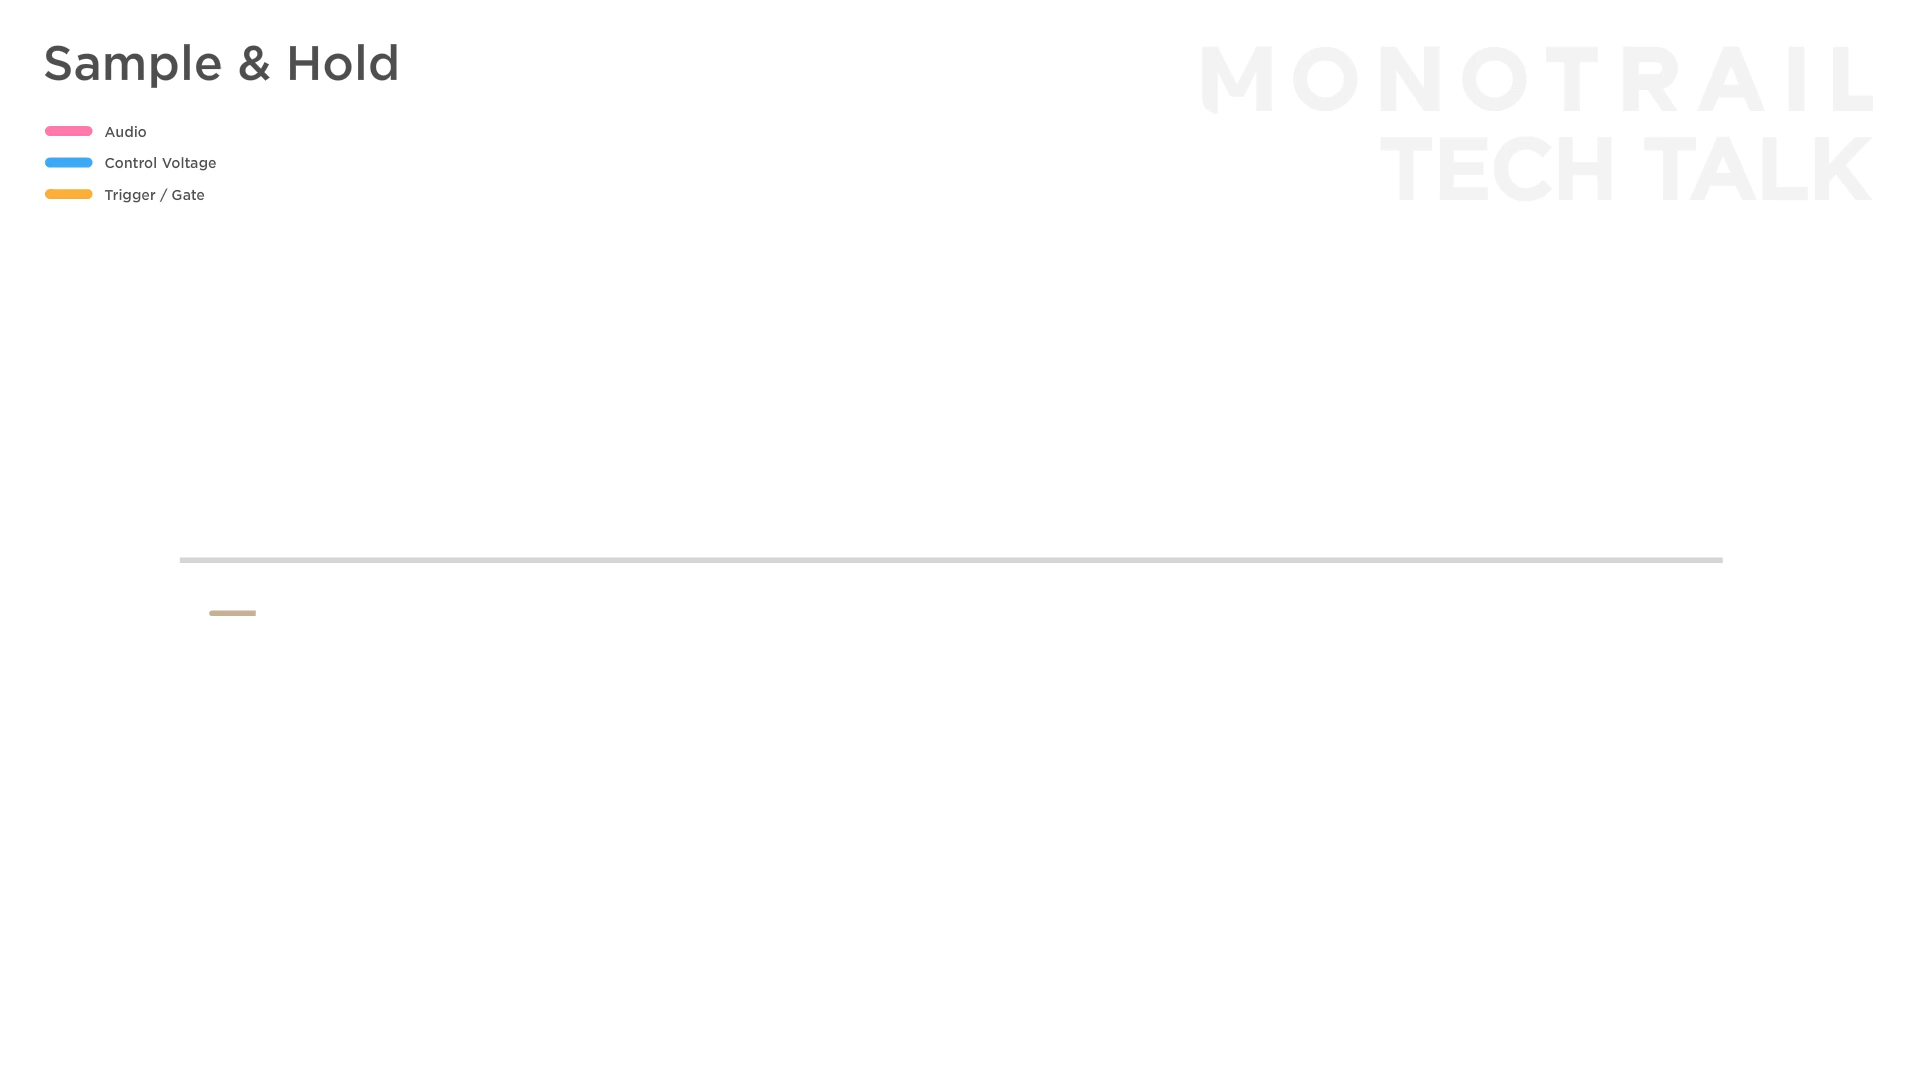 Sample & Hold
MONOTRAIL
TECH TALK
Audio
Control Voltage
Trigger / Gate